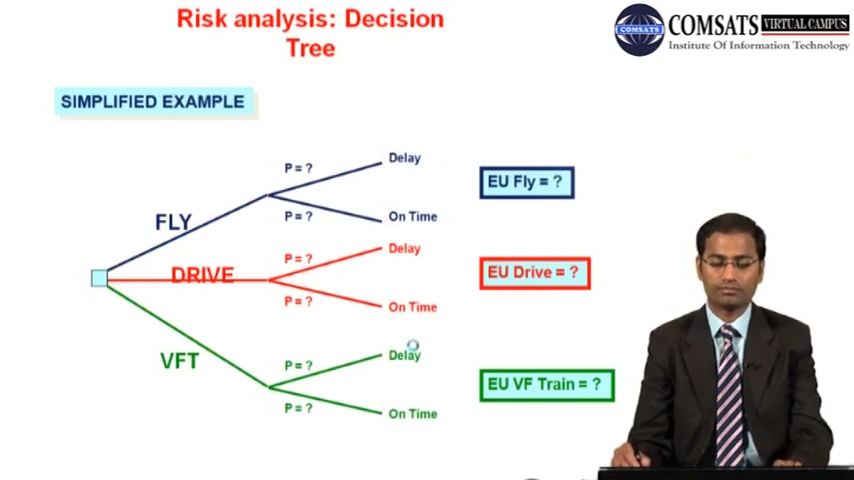 Risk analysis: Decision
Tree
COMSATS
COMSATS VIRTUAL CAMPUS
Institute Of Information Technology
SIMPLIFIED EXAMPLE
P = ?
Delay
EU Fly = ?
FLY
P = ?
On Time
P = ?
Delay
DRIVE
EU Drive = ?
P = ?
On Time
VFT
P = ?
Delay
EU VF Train = ?
P = ?
On Time